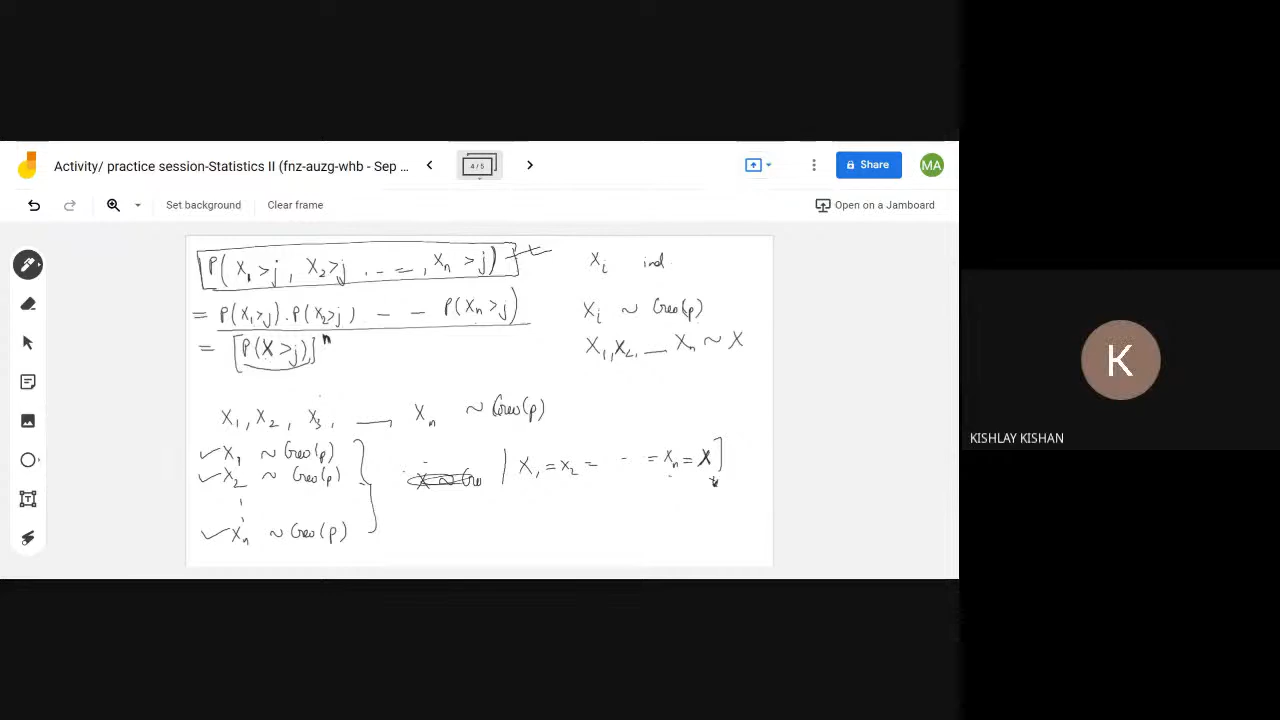 Activity/ practice session-Statistics II (fnz-auzg-whb - Sep ...
4 / 5
Share
MA
Set background
Clear frame
Open on a Jamboard
P( X₁ >j , X₂ >j , .. — , Xₙ >j )
Xᵢ ind.
= P(X₁>j) . P(X₂>j) - - P(Xₙ>j)
Xᵢ ~ Geo(p)
= [P(X >j)]ⁿ
X₁, X₂, — Xₙ ~ X
X₁, X₂, X₃, — Xₙ ~ Geo(p)
✓X₁ ~ Geo(p)
✓X₂ ~ Geo(p)
X₁ = X₂ = ... = Xₙ = X
✓Xₙ ~ Geo(p)
K
KISHLAY KISHAN